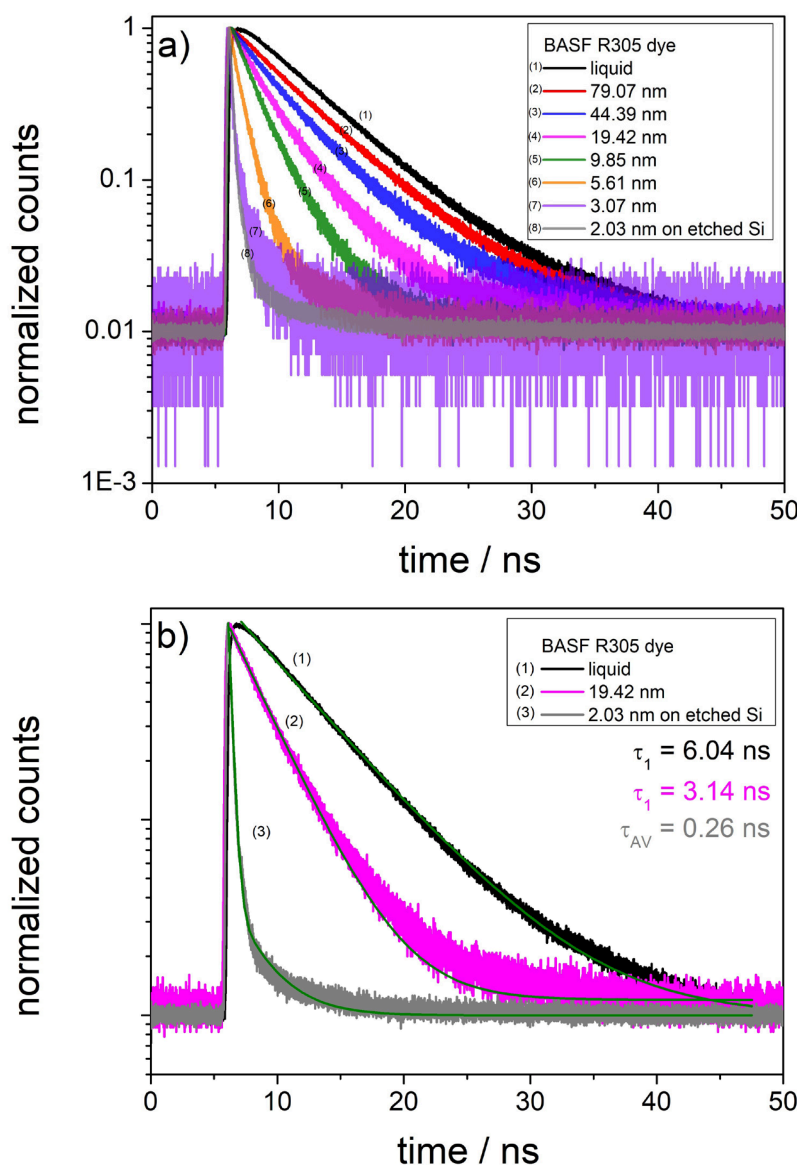 a)
BASF R305 dye
(1) liquid
(2) 79.07 nm
(3) 44.39 nm
(4) 19.42 nm
(5) 9.85 nm
(6) 5.61 nm
(7) 3.07 nm
(8) 2.03 nm on etched Si
(1)
(2)
(3)
(4)
(5)
(6)
(7)
(8)
1
0.1
0.01
1E-3
normalized counts
0 10 20 30 40 50
time / ns
b)
BASF R305 dye
(1) liquid
(2) 19.42 nm
(3) 2.03 nm on etched Si
τ1 = 6.04 ns
τ1 = 3.14 ns
τAV = 0.26 ns
(1)
(2)
(3)
normalized counts
0 10 20 30 40 50
time / ns